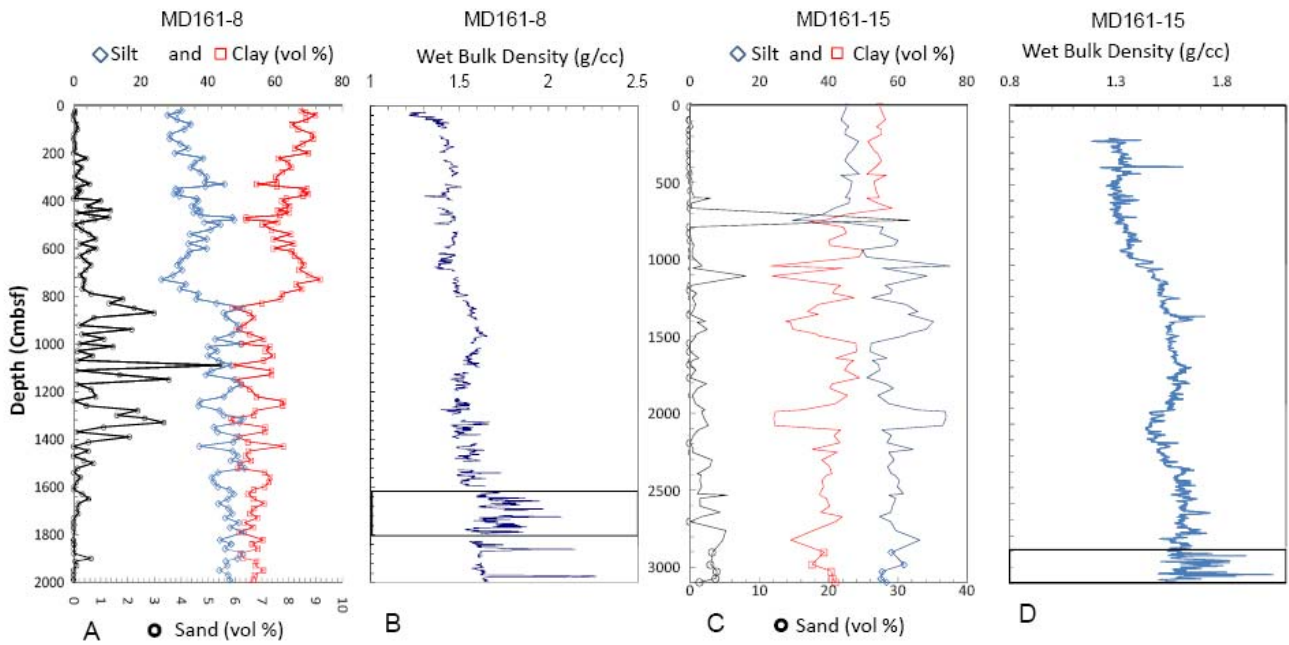 MD161-8
MD161-8
MD161-15
MD161-15
Silt and Clay (vol %)
Wet Bulk Density (g/cc)
Silt and Clay (vol %)
Wet Bulk Density (g/cc)
0 10 20 30 40 50 60 70 80
1 1.5 2 2.5
0 20 40 60 80
0.8 1.3 1.8
Depth (Cmbsf)
0
200
400
600
800
1000
1200
1400
1600
1800
2000
0
500
1000
1500
2000
2500
3000
0 1 2 3 4 5 6 7 8 9 10
0 10 20 30 40
A
Sand (vol %)
B
C
Sand (vol %)
D